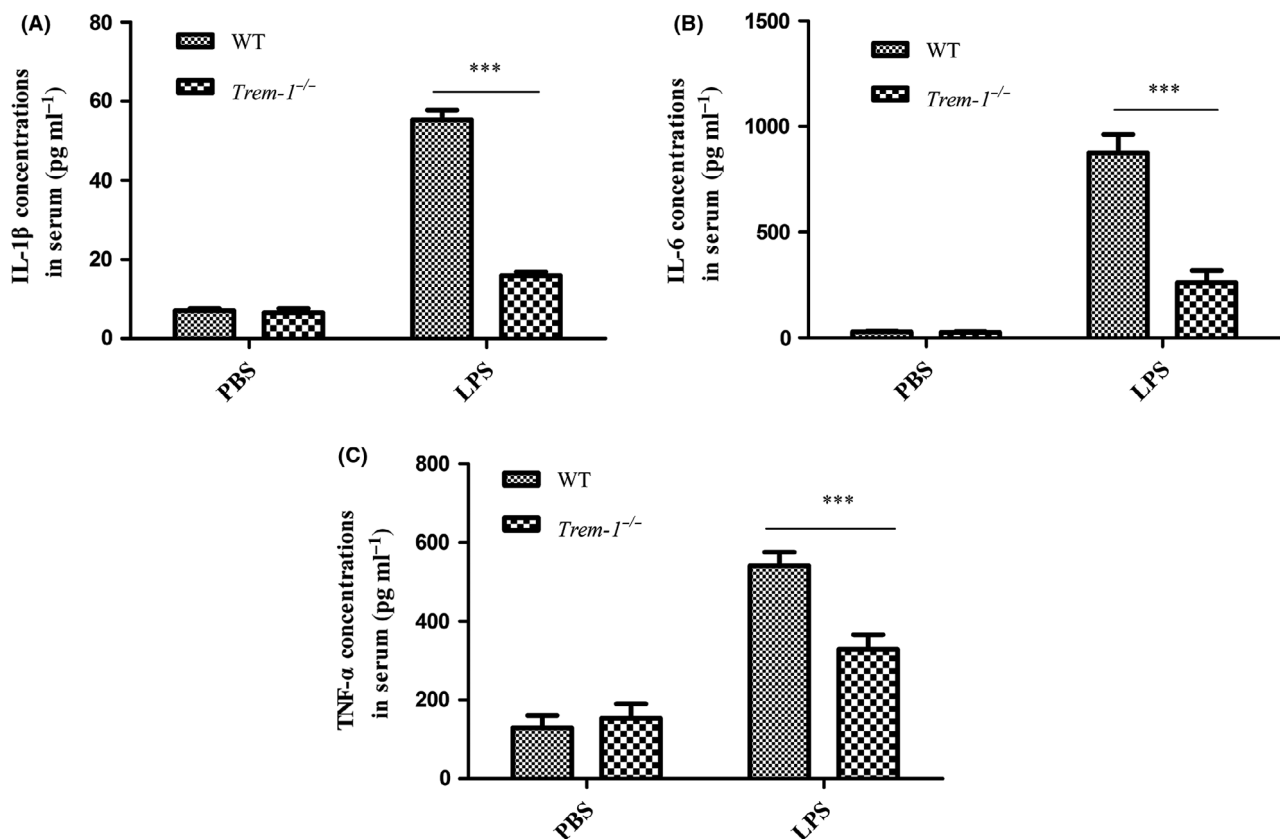 (A)
IL-1β concentrations
in serum (pg ml⁻¹)
80
60
40
20
0
WT
Trem-1⁻/⁻
***
PBS
LPS
(B)
IL-6 concentrations
in serum (pg ml⁻¹)
1500
1000
500
0
WT
Trem-1⁻/⁻
***
PBS
LPS
(C)
TNF-α concentrations
in serum (pg ml⁻¹)
800
600
400
200
0
WT
Trem-1⁻/⁻
***
PBS
LPS